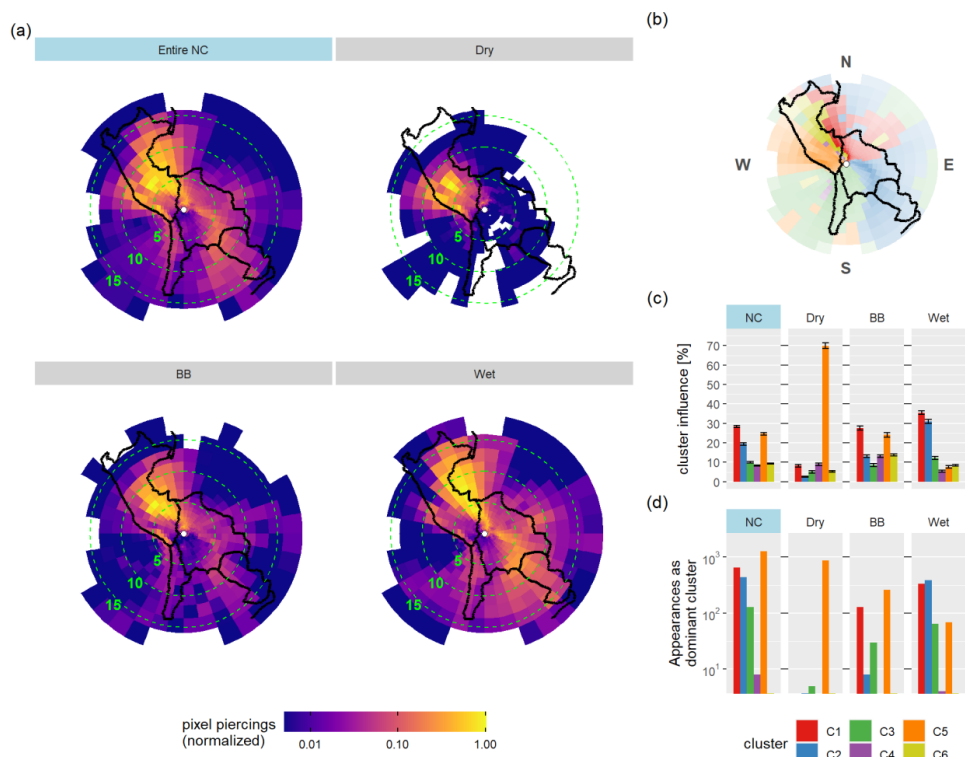 (a)
Entire NC
Dry
5
10
15
5
10
15
BB
Wet
5
10
15
5
10
15
pixel piercings
(normalized)
0.01
0.10
1.00
(b)
N
W
E
S
(c)
NC
Dry
BB
Wet
cluster influence [%]
70
60
50
40
30
20
10
0
(d)
NC
Dry
BB
Wet
Appearances as
dominant cluster
10³
10²
10¹
cluster
C1
C3
C5
C2
C4
C6